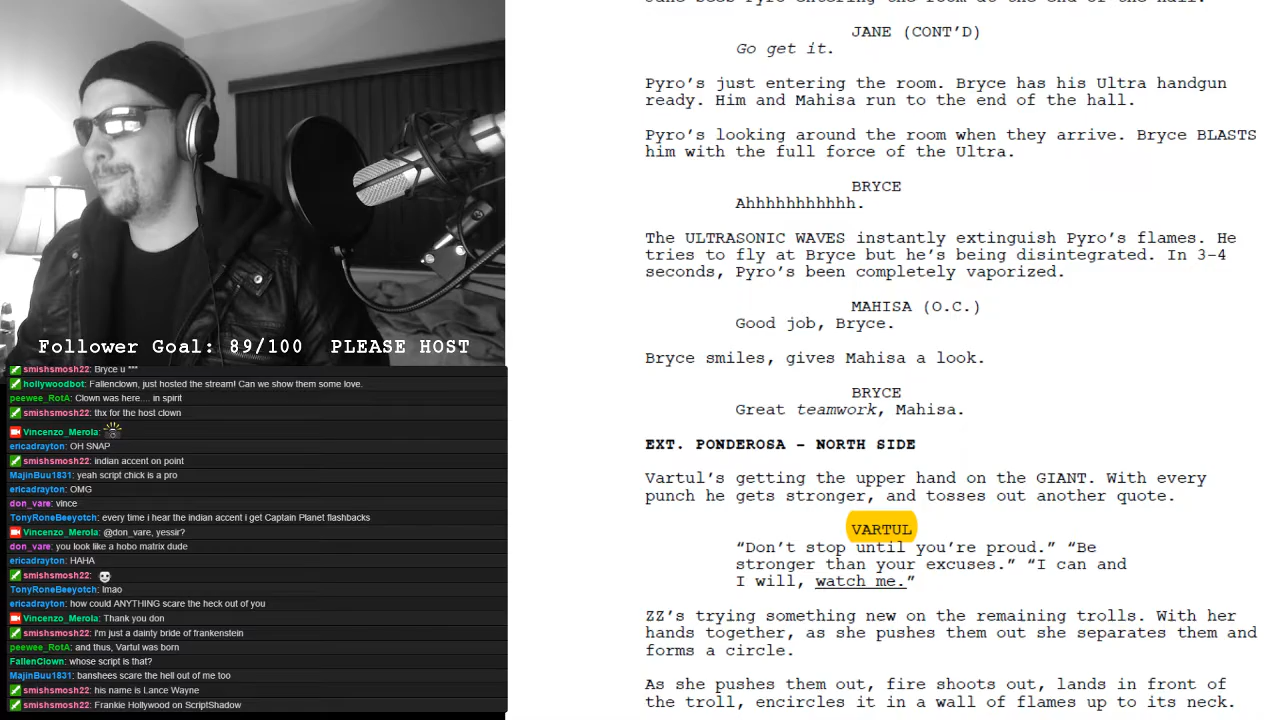 Follower Goal: 89/100 PLEASE HOST
smishsmosh22: Bryce u ***
hollywoodbot: Fallenclown, just hosted the stream! Can we show them some love.
peewee_RotA: Clown was here.... in spirit
smishsmosh22: thx for the host clown
Vincenzo_Merola:
ericadrayton: OH SNAP
smishsmosh22: indian accent on point
MajinBuu1831: yeah script chick is a pro
ericadrayton: OMG
don_vare: vince
TonyRoneBeeyotch: every time i hear the indian accent i get Captain Planet flashbacks
Vincenzo_Merola: @don_vare, yessir?
don_vare: you look like a hobo matrix dude
ericadrayton: HAHA
smishsmosh22:
TonyRoneBeeyotch: lmao
ericadrayton: how could ANYTHING scare the heck out of you
Vincenzo_Merola: Thank you don
smishsmosh22: i'm just a dainty bride of frankenstein
peewee_RotA: and thus, Vartul was born
FallenClown: whose script is that?
MajinBuu1831: banshees scare the hell out of me too
smishsmosh22: his name is Lance Wayne
smishsmosh22: Frankie Hollywood on ScriptShadow
JANE (CONT'D)
Go get it.
Pyro's just entering the room. Bryce has his Ultra handgun
ready. Him and Mahisa run to the end of the hall.
Pyro's looking around the room when they arrive. Bryce BLASTS
him with the full force of the Ultra.
BRYCE
Ahhhhhhhhhhh.
The ULTRASONIC WAVES instantly extinguish Pyro's flames. He
tries to fly at Bryce but he's being disintegrated. In 3-4
seconds, Pyro's been completely vaporized.
MAHISA (O.C.)
Good job, Bryce.
Bryce smiles, gives Mahisa a look.
BRYCE
Great teamwork, Mahisa.
EXT. PONDEROSA - NORTH SIDE
Vartul's getting the upper hand on the GIANT. With every
punch he gets stronger, and tosses out another quote.
VARTUL
“Don't stop until you're proud.” “Be
stronger than your excuses.” “I can and
I will, watch me.”
ZZ's trying something new on the remaining trolls. With her
hands together, as she pushes them out she separates them and
forms a circle.
As she pushes them out, fire shoots out, lands in front of
the troll, encircles it in a wall of flames up to its neck.